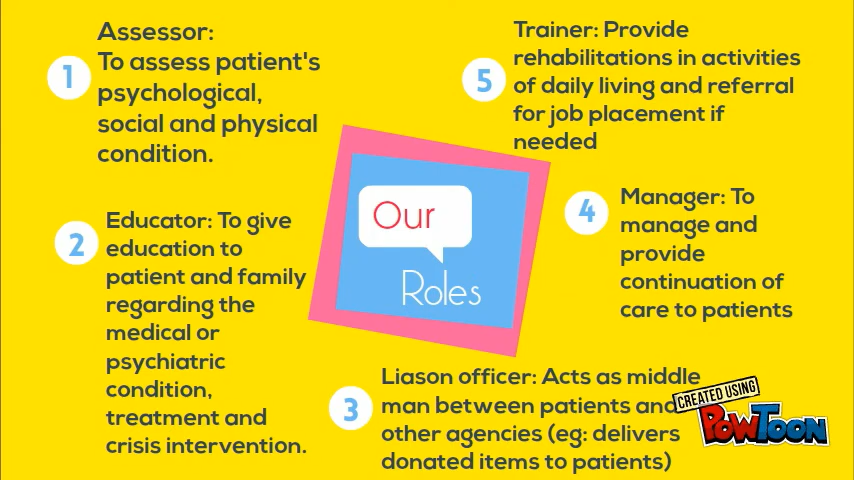 1
Assessor:
To assess patient's
psychological,
social and physical
condition.
2
Educator: To give
education to
patient and family
regarding the
medical or
psychiatric
condition,
treatment and
crisis intervention.
Our
Roles
3
Liason officer: Acts as middle
man between patients and
other agencies (eg: delivers
donated items to patients)
4
Manager: To
manage and
provide
continuation of
care to patients
5
Trainer: Provide
rehabilitations in activities
of daily living and referral
for job placement if
needed
CREATED USING
POWTOON